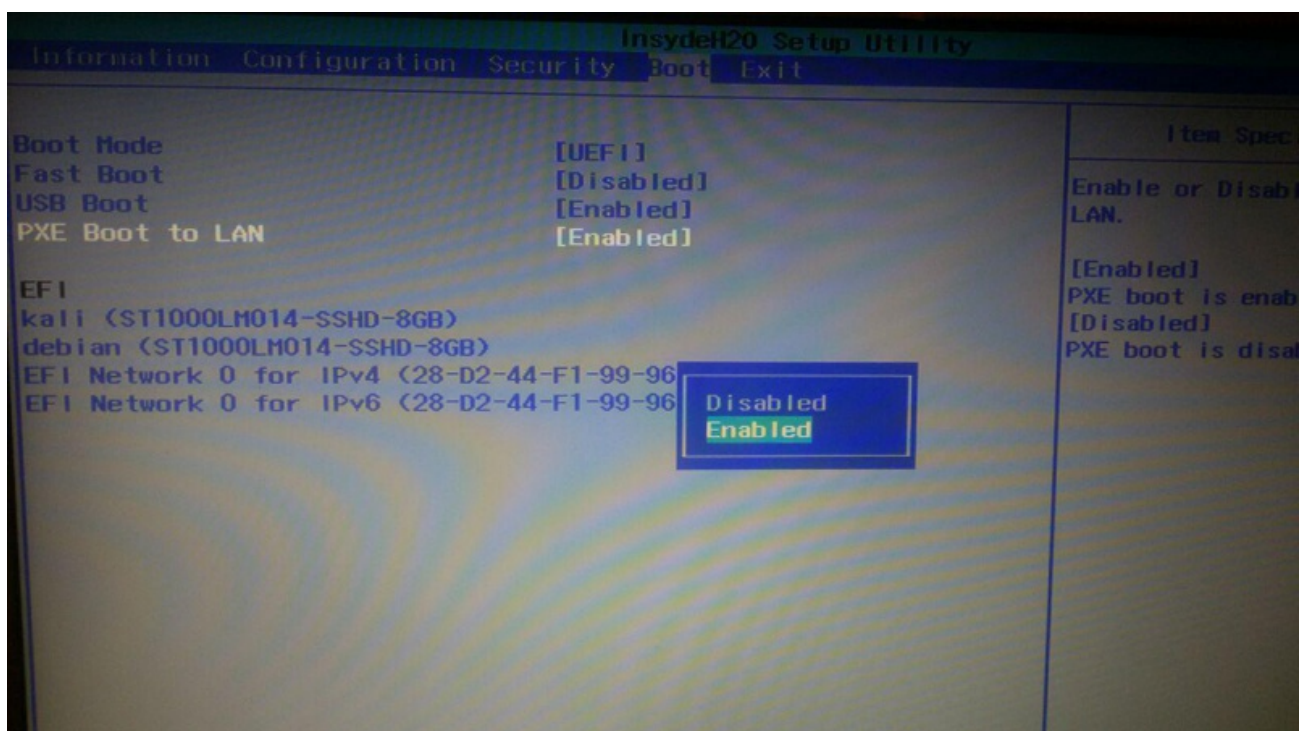 InsydeH20 Setup Utility
Information Configuration Security Boot Exit
Boot Mode [UEFI]
Fast Boot [Disabled]
USB Boot [Enabled]
PXE Boot to LAN [Enabled]
EFI
kali (ST1000LM014-SSHD-8GB)
debian (ST1000LM014-SSHD-8GB)
EFI Network 0 for IPv4 (28-D2-44-F1-99-96
EFI Network 0 for IPv6 (28-D2-44-F1-99-96
Disabled
Enabled
Item Spec
Enable or Disabl
LAN.
[Enabled]
PXE boot is enab
[Disabled]
PXE boot is disa